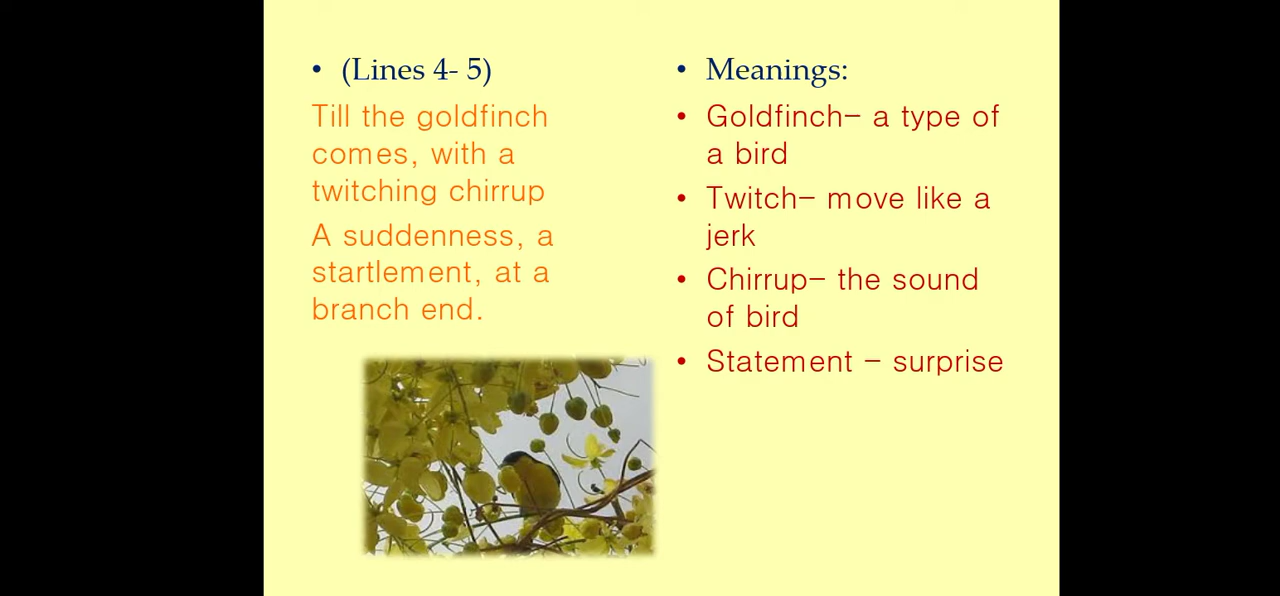 • (Lines 4- 5)
Till the goldfinch
comes, with a
twitching chirrup
A suddenness, a
startlement, at a
branch end.
• Meanings:
• Goldfinch– a type of
a bird
• Twitch– move like a
jerk
• Chirrup– the sound
of bird
• Statement – surprise